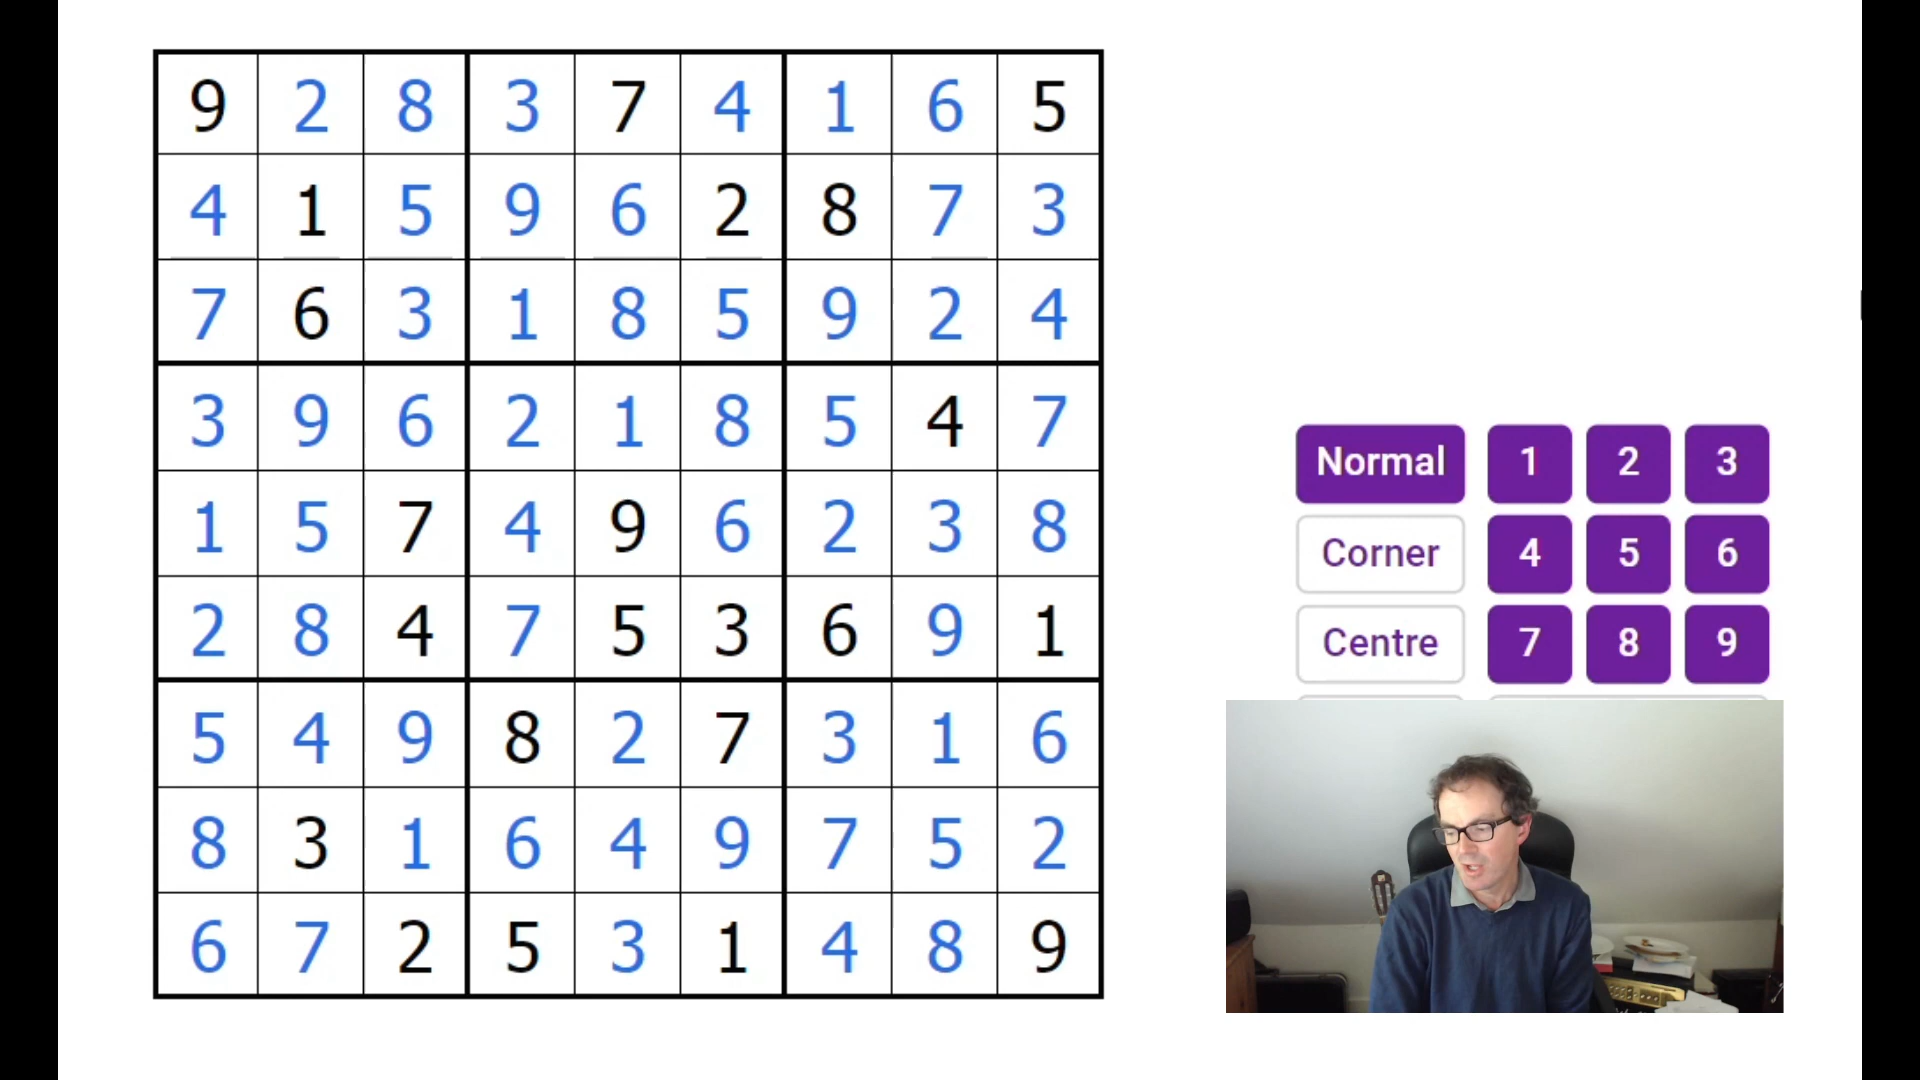 9 2 8 3 7 4 1 6 5
4 1 5 9 6 2 8 7 3
7 6 3 1 8 5 9 2 4
3 9 6 2 1 8 5 4 7
1 5 7 4 9 6 2 3 8
2 8 4 7 5 3 6 9 1
5 4 9 8 2 7 3 1 6
8 3 1 6 4 9 7 5 2
6 7 2 5 3 1 4 8 9
Normal 1 2 3
Corner 4 5 6
Centre 7 8 9